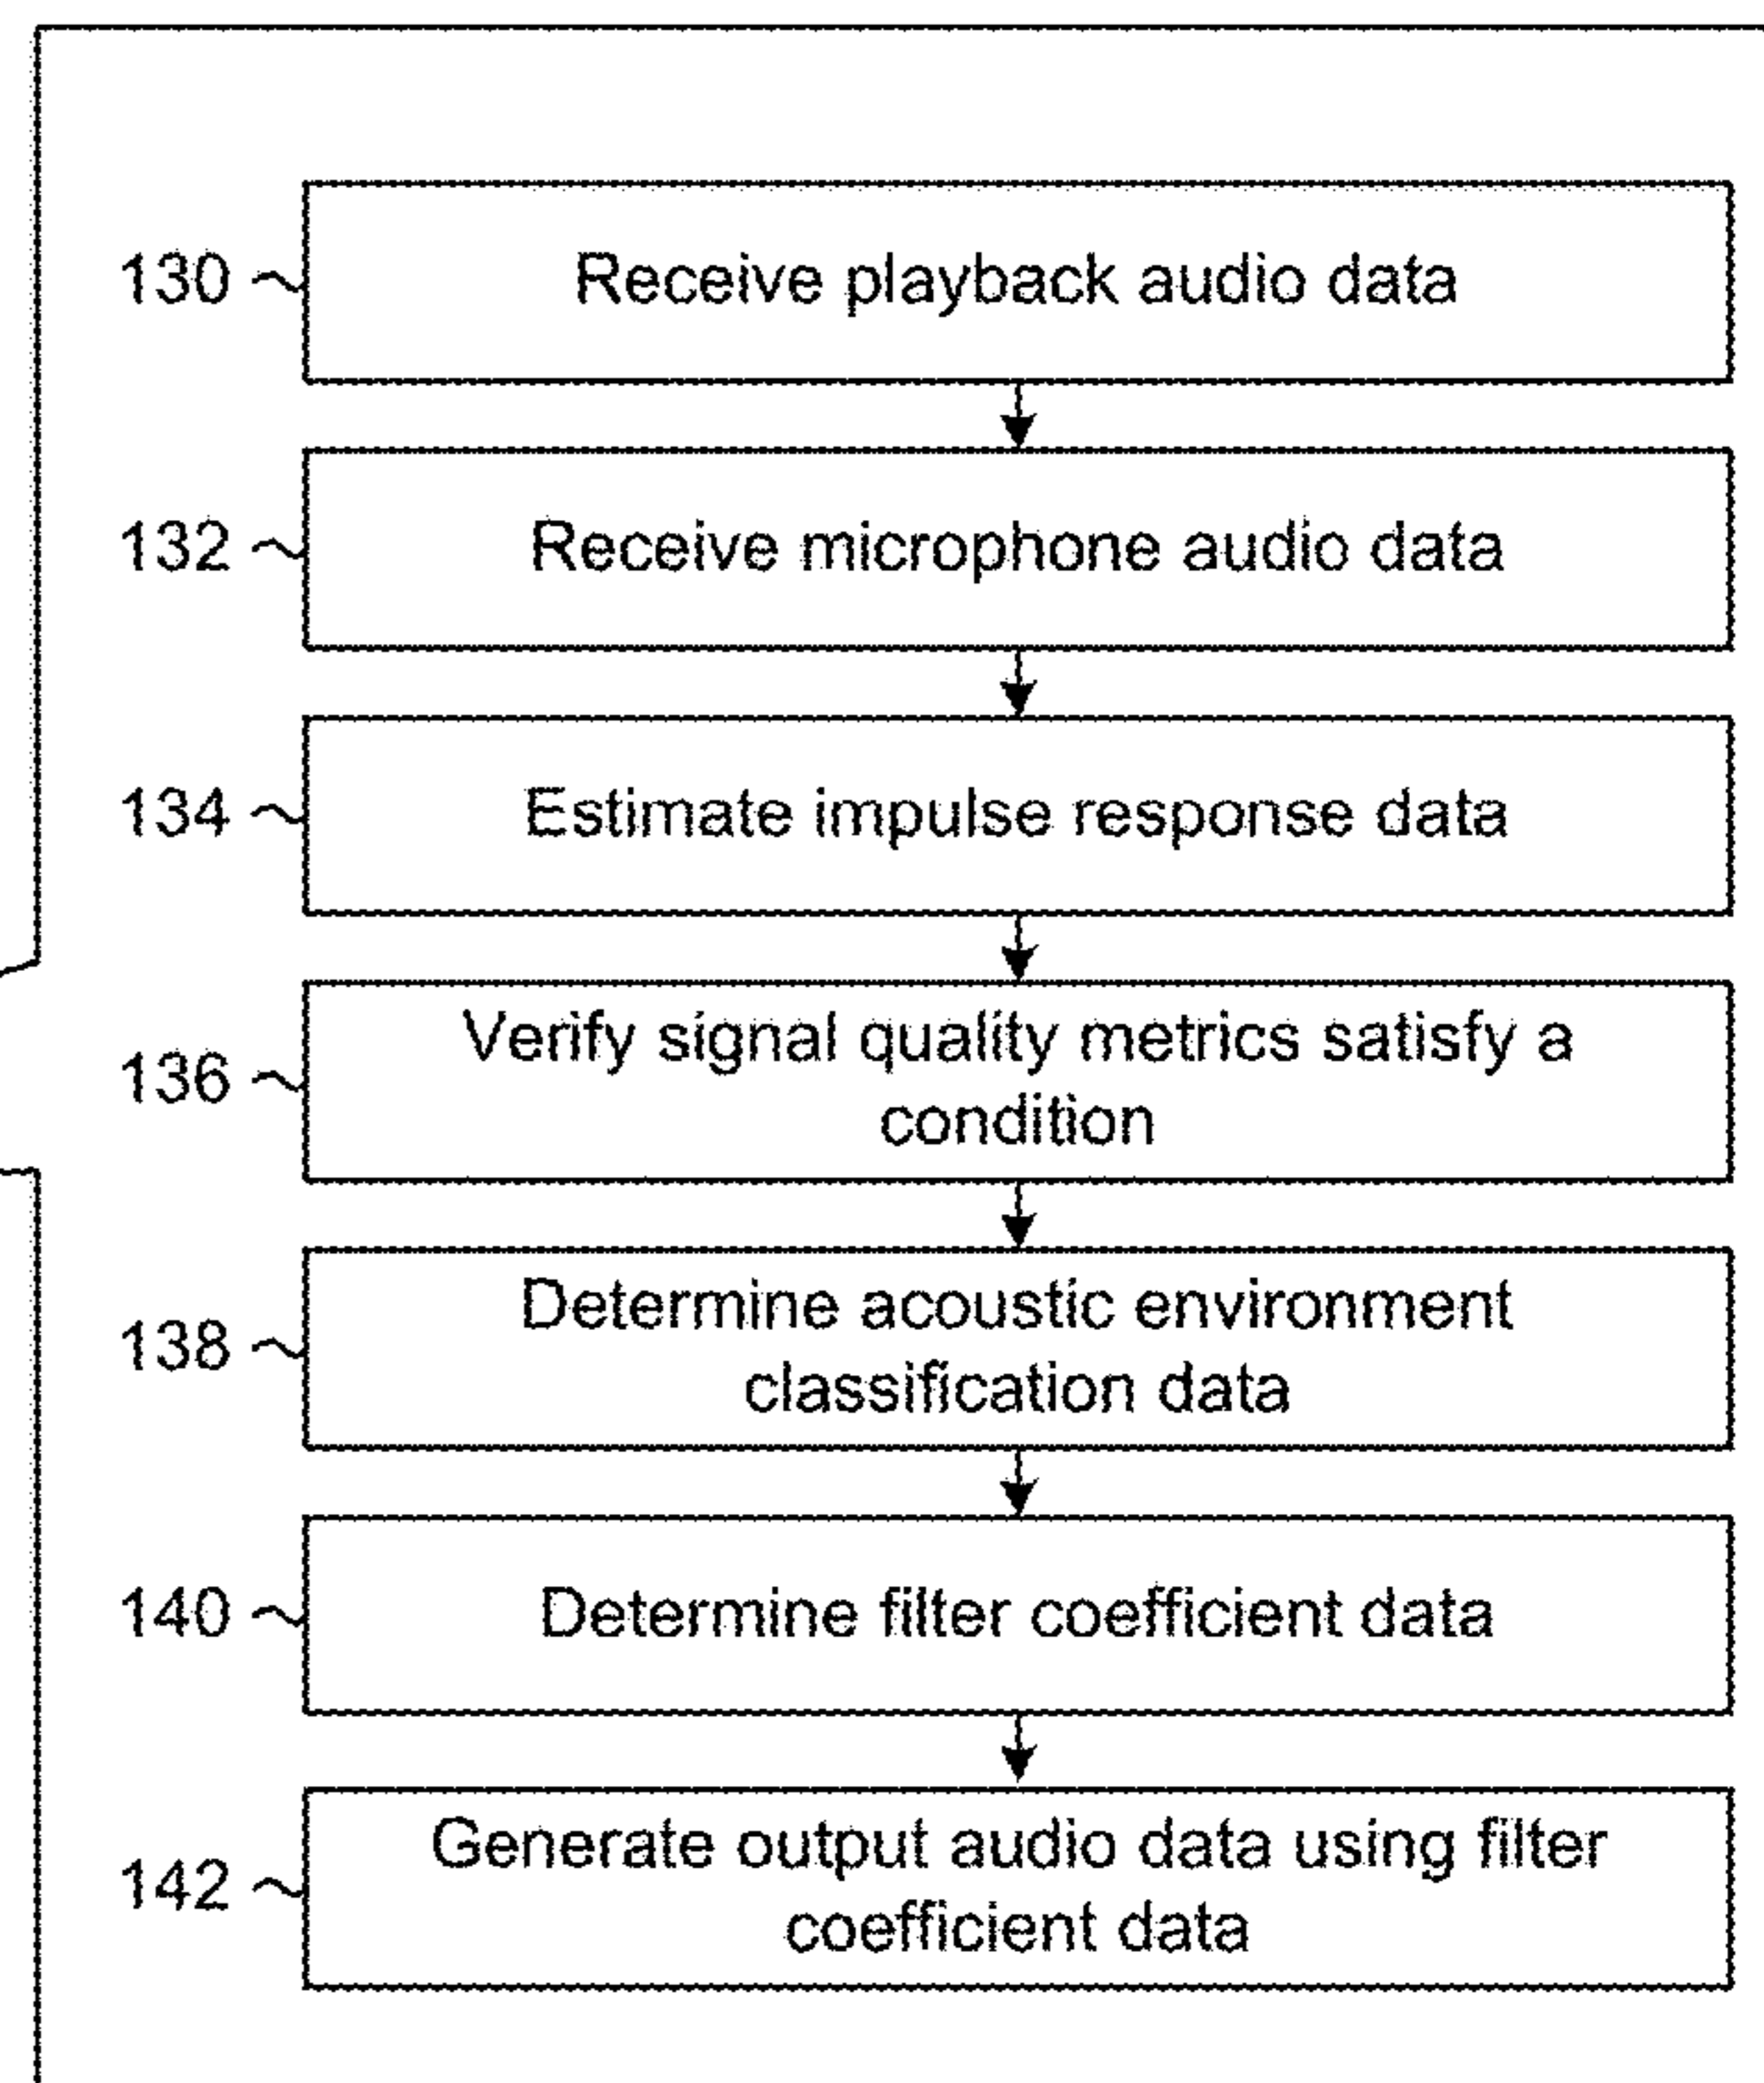 130
Receive playback audio data
132
Receive microphone audio data
134
Estimate impulse response data
136
Verify signal quality metrics satisfy a
condition
138
Determine acoustic environment
classification data
140
Determine filter coefficient data
142
Generate output audio data using filter
coefficient data